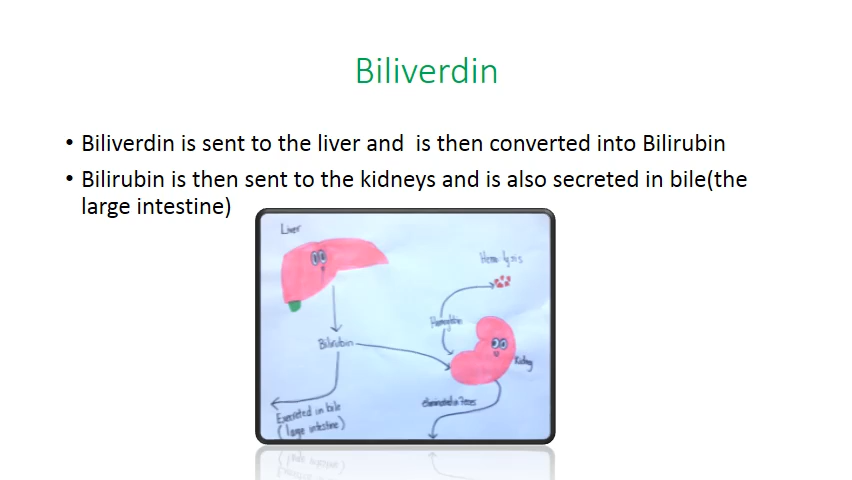 Biliverdin
• Biliverdin is sent to the liver and  is then converted into Bilirubin
• Bilirubin is then sent to the kidneys and is also secreted in bile(the
large intestine)
Liver
Hemolysis
Bilirubin
Kidney
Excreted in bile
(large intestine)